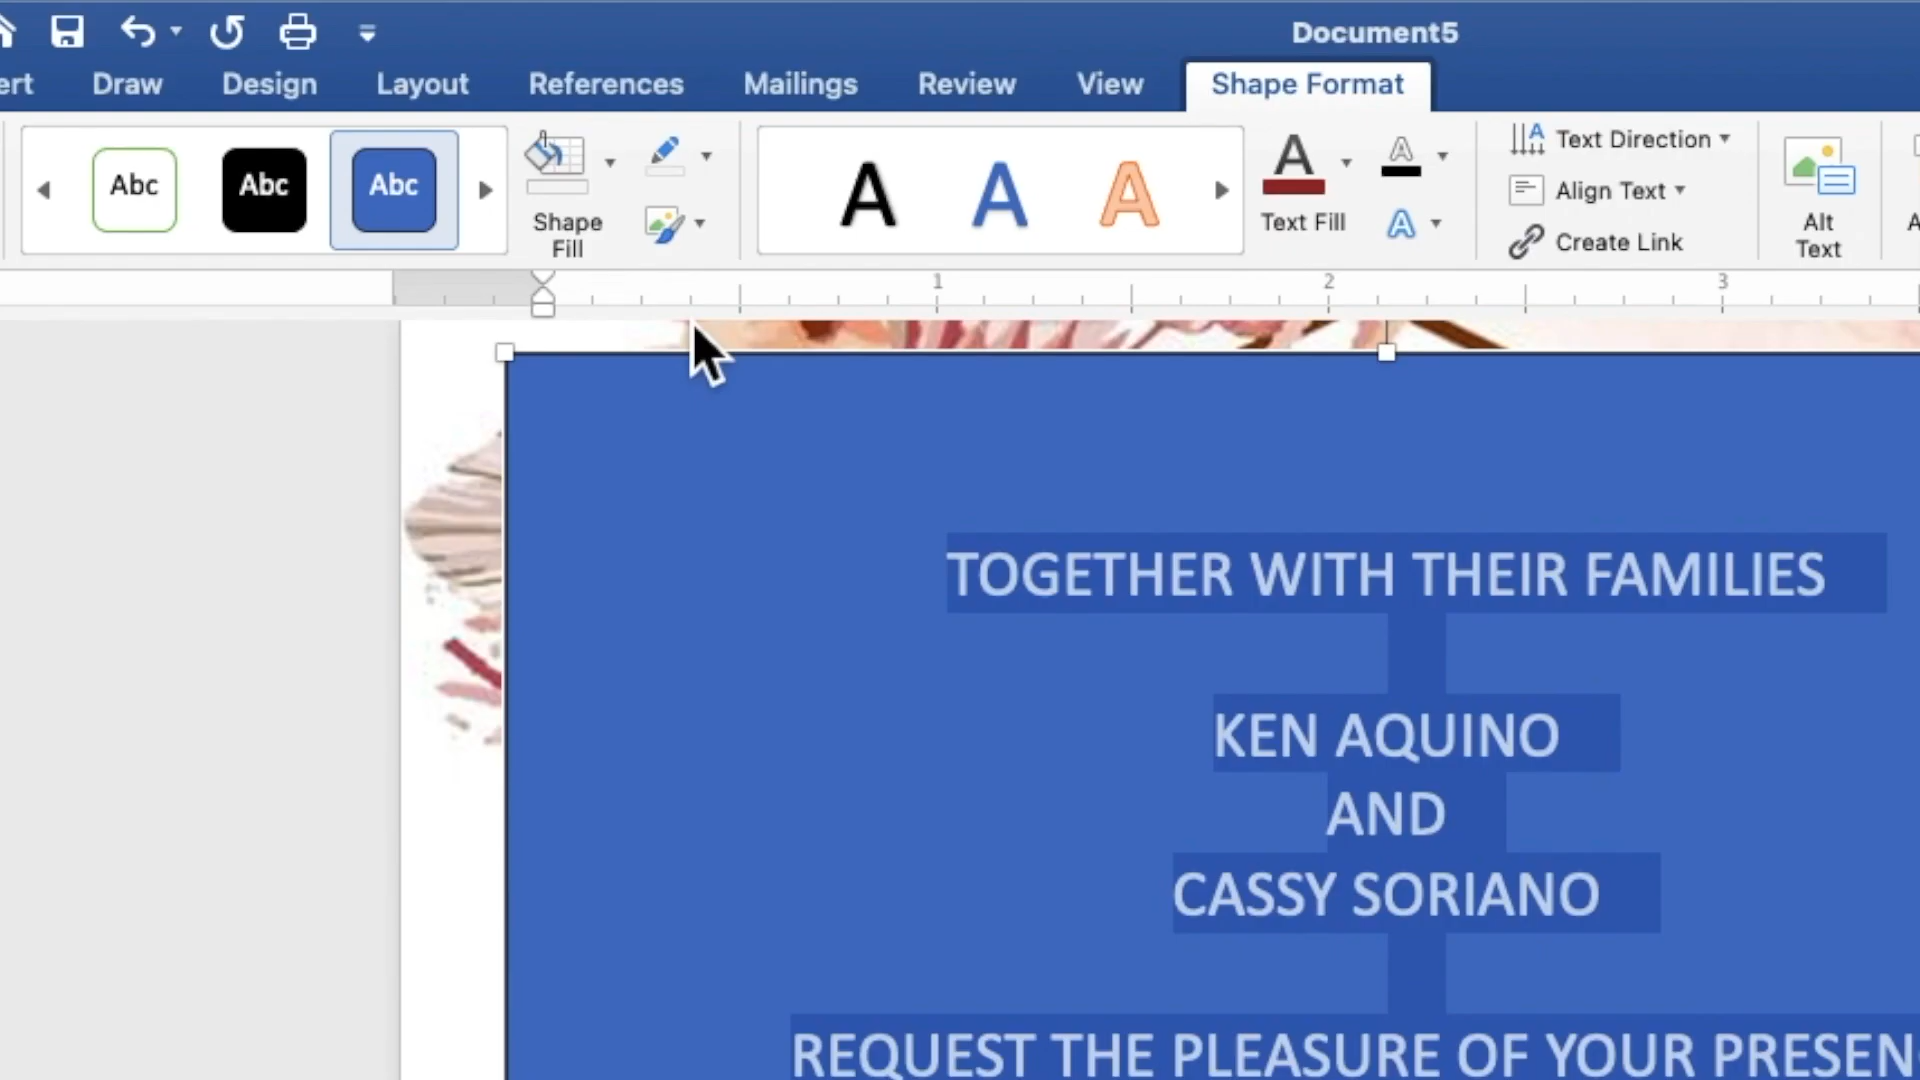 Document5
ert Draw Design Layout References Mailings Review View Shape Format
Abc Abc Abc
Shape Fill
A A A
A
Text Fill
A
A
Text Direction
Align Text
Create Link
Alt Text
A
1 2 3
TOGETHER WITH THEIR FAMILIES
KEN AQUINO
AND
CASSY SORIANO
REQUEST THE PLEASURE OF YOUR PRESEN